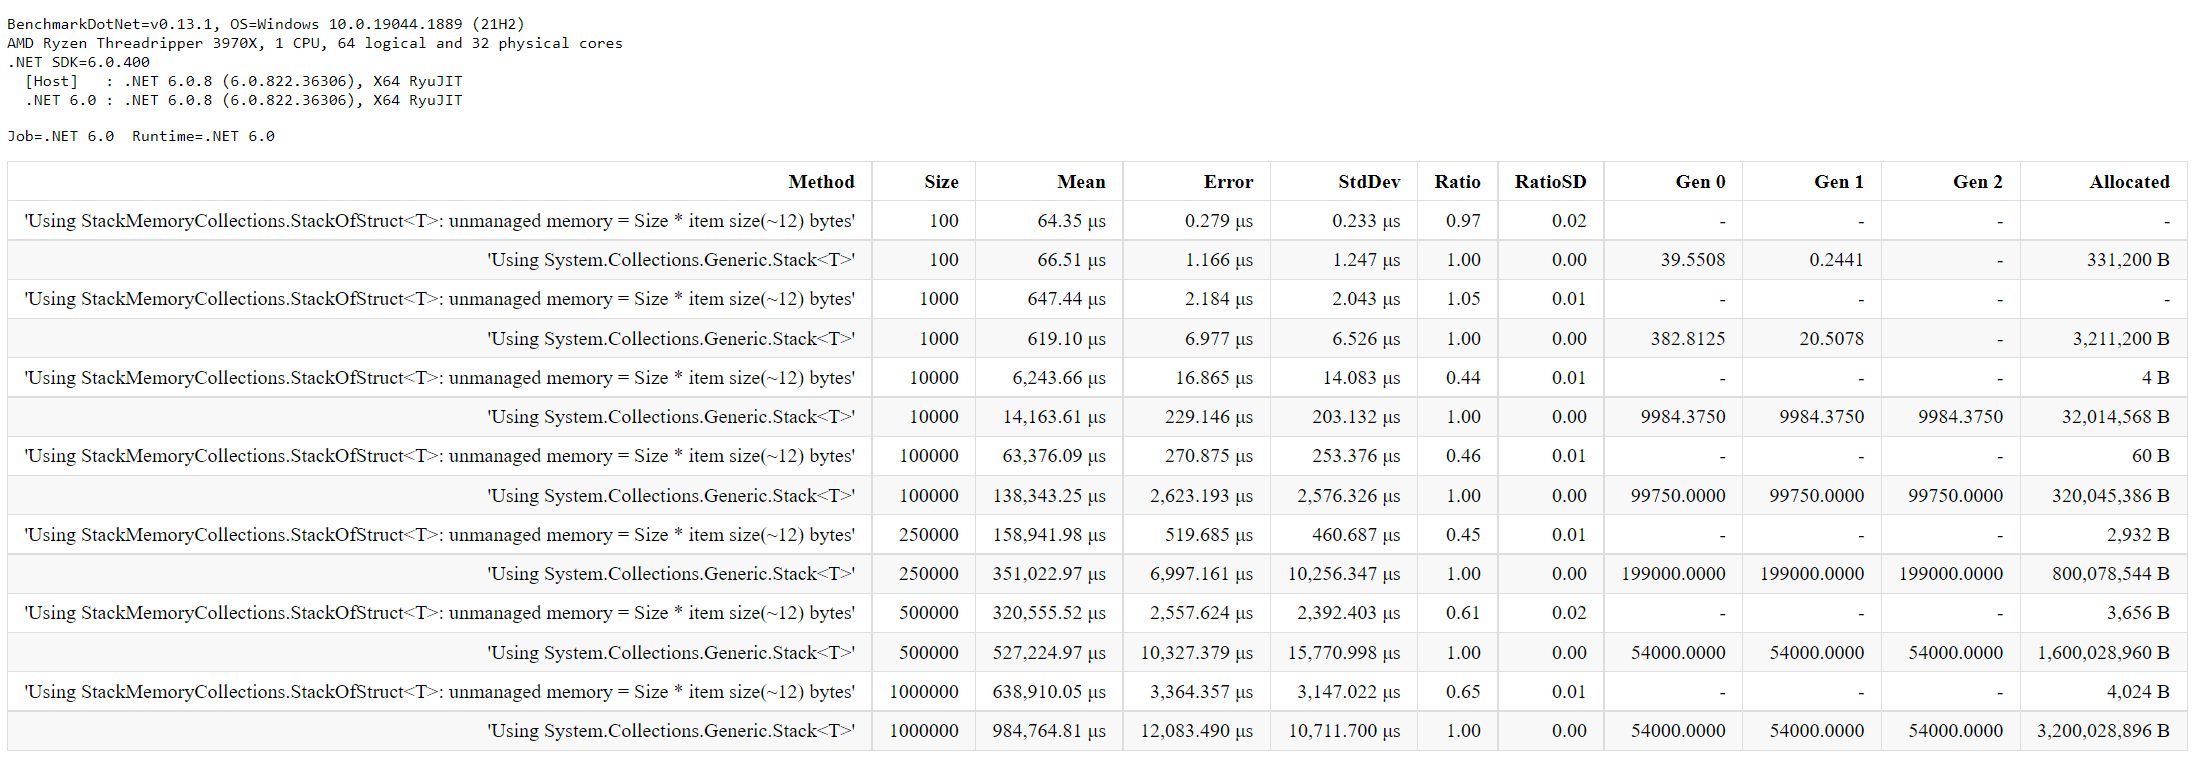 BenchmarkDotNet=v0.13.1, OS=Windows 10.0.19044.1889 (21H2)
AMD Ryzen Threadripper 3970X, 1 CPU, 64 logical and 32 physical cores
.NET SDK=6.0.400
[Host]   : .NET 6.0.8 (6.0.822.36306), X64 RyuJIT
.NET 6.0 : .NET 6.0.8 (6.0.822.36306), X64 RyuJIT
Job=.NET 6.0  Runtime=.NET 6.0
Method Size Mean Error StdDev Ratio RatioSD Gen 0 Gen 1 Gen 2 Allocated
'Using StackMemoryCollections.StackOfStruct<T>: unmanaged memory = Size * item size(~12) bytes' 100 64.35 μs 0.279 μs 0.233 μs 0.97 0.02 - - - -
'Using System.Collections.Generic.Stack<T>' 100 66.51 μs 1.166 μs 1.247 μs 1.00 0.00 39.5508 0.2441 - 331,200 B
'Using StackMemoryCollections.StackOfStruct<T>: unmanaged memory = Size * item size(~12) bytes' 1000 647.44 μs 2.184 μs 2.043 μs 1.05 0.01 - - - -
'Using System.Collections.Generic.Stack<T>' 1000 619.10 μs 6.977 μs 6.526 μs 1.00 0.00 382.8125 20.5078 - 3,211,200 B
'Using StackMemoryCollections.StackOfStruct<T>: unmanaged memory = Size * item size(~12) bytes' 10000 6,243.66 μs 16.865 μs 14.083 μs 0.44 0.01 - - - 4 B
'Using System.Collections.Generic.Stack<T>' 10000 14,163.61 μs 229.146 μs 203.132 μs 1.00 0.00 9984.3750 9984.3750 9984.3750 32,014,568 B
'Using StackMemoryCollections.StackOfStruct<T>: unmanaged memory = Size * item size(~12) bytes' 100000 63,376.09 μs 270.875 μs 253.376 μs 0.46 0.01 - - - 60 B
'Using System.Collections.Generic.Stack<T>' 100000 138,343.25 μs 2,623.193 μs 2,576.326 μs 1.00 0.00 99750.0000 99750.0000 99750.0000 320,045,386 B
'Using StackMemoryCollections.StackOfStruct<T>: unmanaged memory = Size * item size(~12) bytes' 250000 158,941.98 μs 519.685 μs 460.687 μs 0.45 0.01 - - - 2,932 B
'Using System.Collections.Generic.Stack<T>' 250000 351,022.97 μs 6,997.161 μs 10,256.347 μs 1.00 0.00 199000.0000 199000.0000 199000.0000 800,078,544 B
'Using StackMemoryCollections.StackOfStruct<T>: unmanaged memory = Size * item size(~12) bytes' 500000 320,555.52 μs 2,557.624 μs 2,392.403 μs 0.61 0.02 - - - 3,656 B
'Using System.Collections.Generic.Stack<T>' 500000 527,224.97 μs 10,327.379 μs 15,770.998 μs 1.00 0.00 54000.0000 54000.0000 54000.0000 1,600,028,960 B
'Using StackMemoryCollections.StackOfStruct<T>: unmanaged memory = Size * item size(~12) bytes' 1000000 638,910.05 μs 3,364.357 μs 3,147.022 μs 0.65 0.01 - - - 4,024 B
'Using System.Collections.Generic.Stack<T>' 1000000 984,764.81 μs 12,083.490 μs 10,711.700 μs 1.00 0.00 54000.0000 54000.0000 54000.0000 3,200,028,896 B